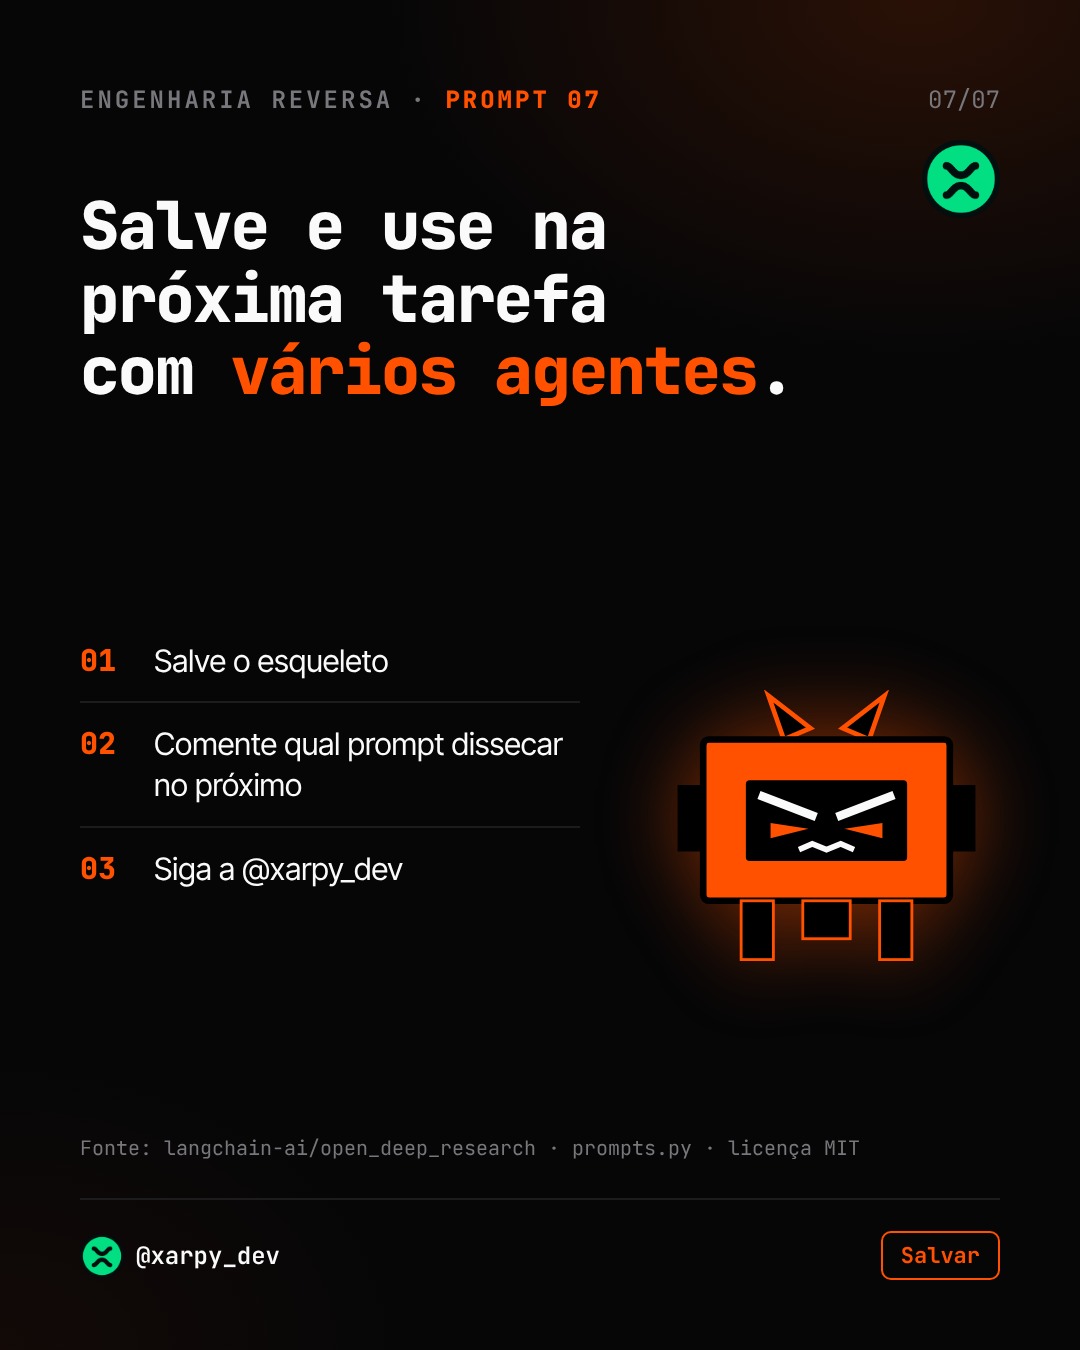 ENGENHARIA REVERSA · PROMPT 07
07/07
Salve e use na
próxima tarefa
com vários agentes.
01 Salve o esqueleto
02 Comente qual prompt dissecar
no próximo
03 Siga a @xarpy_dev
Fonte: langchain-ai/open_deep_research · prompts.py · licença MIT
@xarpy_dev
Salvar